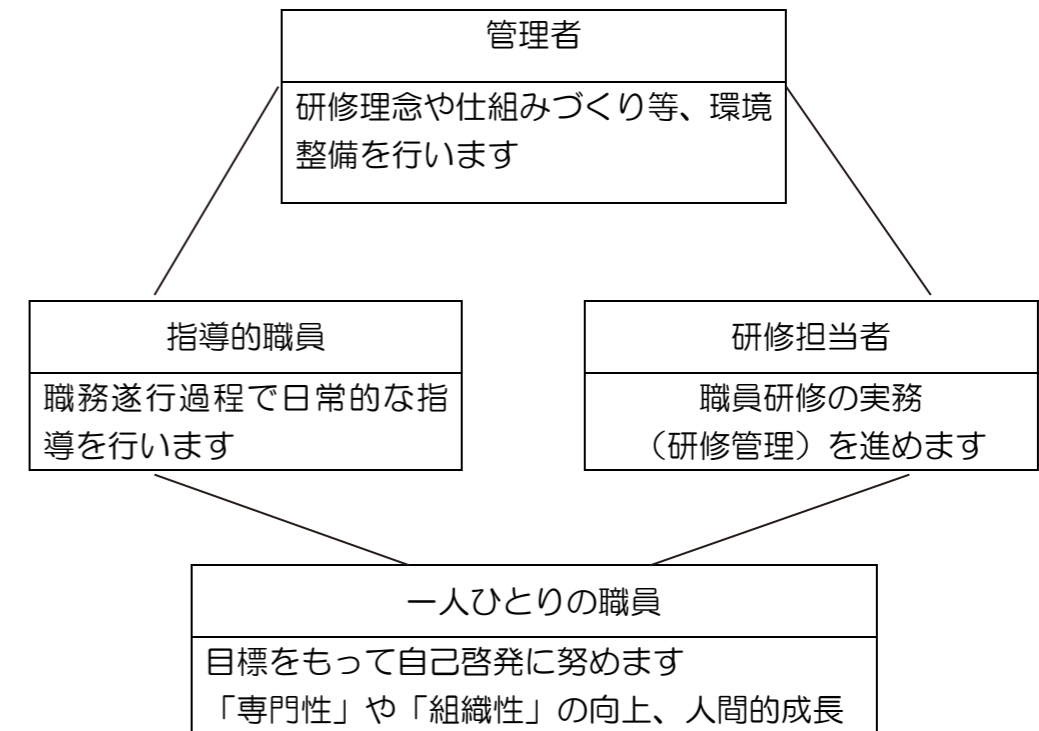 管理者
研修理念や仕組みづくり等、環境
整備を行います
指導的職員
職務遂行過程で日常的な指
導を行います
研修担当者
職員研修の実務
(研修管理)を進めます
一人ひとりの職員
目標をもって自己啓発に努めます
「専門性」や「組織性」の向上、人間的成長